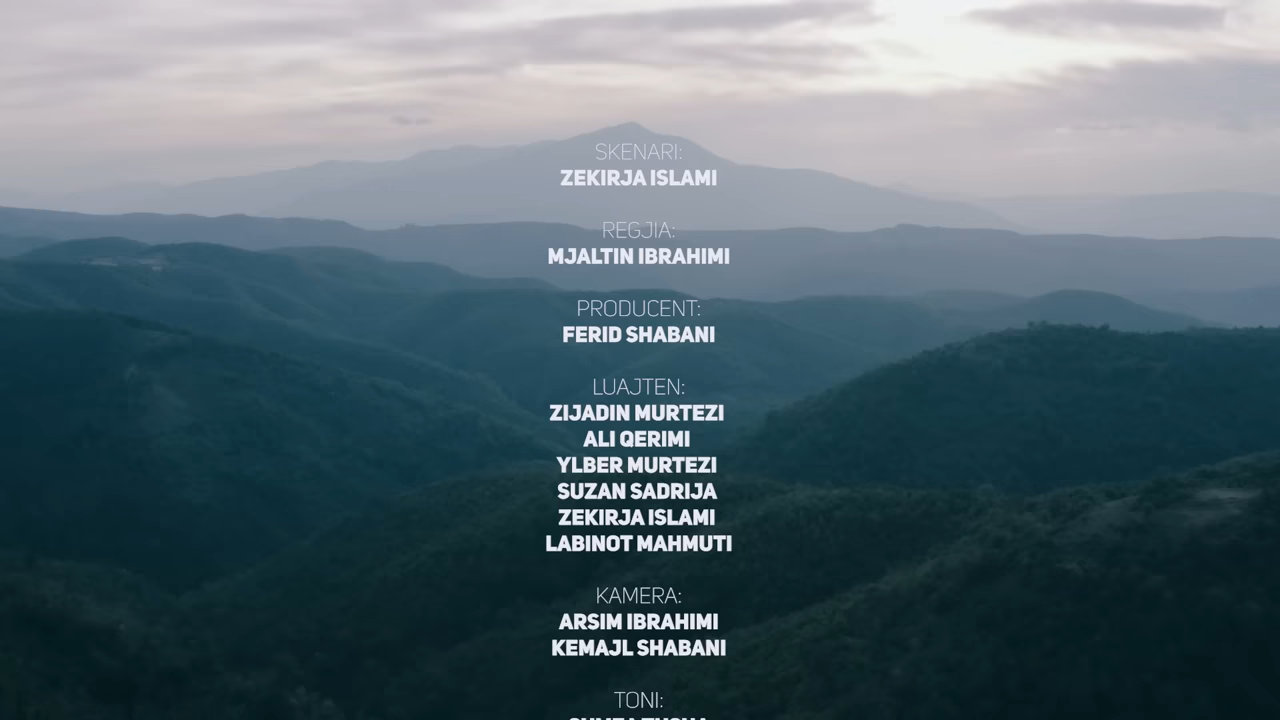 SKENARI:
ZEKIRJA ISLAMI
REGJIA:
MJALTIN IBRAHIMI
PRODUCENT:
FERID SHABANI
LUAJTEN:
ZIJADIN MURTEZI
ALI QERIMI
YLBER MURTEZI
SUZAN SADRIJA
ZEKIRJA ISLAMI
LABINOT MAHMUTI
KAMERA:
ARSIM IBRAHIMI
KEMAJL SHABANI
TONI: